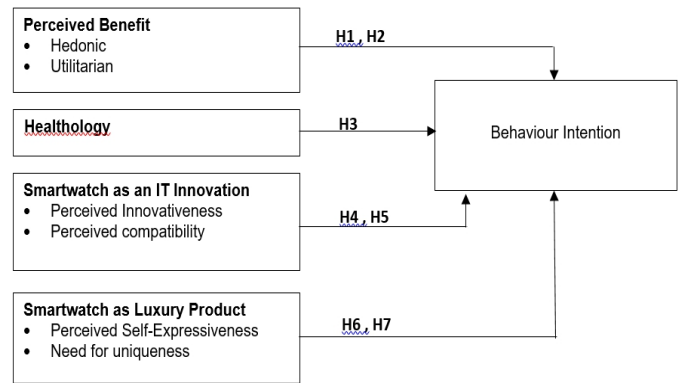 Perceived Benefit
• Hedonic
• Utilitarian
H1 , H2
Behaviour Intention
Healthology
H3
Smartwatch as an IT Innovation
• Perceived Innovativeness
• Perceived compatibility
H4 , H5
Smartwatch as Luxury Product
• Perceived Self-Expressiveness
• Need for uniqueness
H6 , H7